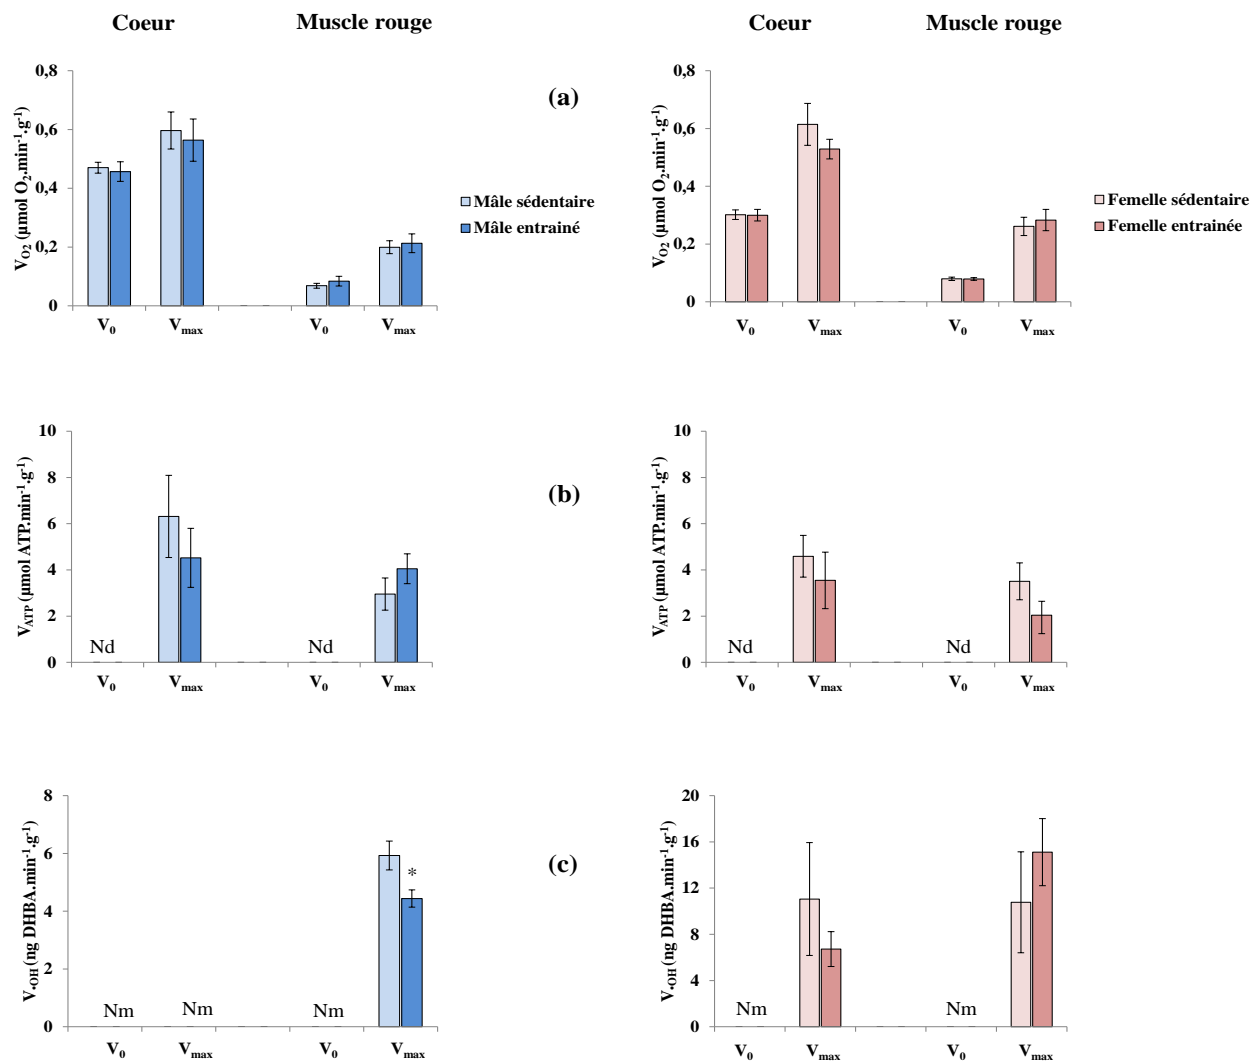 Coeur Muscle rouge
Coeur Muscle rouge
(a)
V_O2 (µmol O2.min-1.g-1)
0,8
0,6
0,4
0,2
0
V0 Vmax V0 Vmax
Mâle sédentaire
Mâle entrainé
V_O2 (µmol O2.min-1.g-1)
0,8
0,6
0,4
0,2
0
V0 Vmax V0 Vmax
Femelle sédentaire
Femelle entrainée
(b)
V_ATP (µmol ATP.min-1.g-1)
10
8
6
4
2
0
Nd Nd
V0 Vmax V0 Vmax
V_ATP (µmol ATP.min-1.g-1)
10
8
6
4
2
0
Nd Nd
V0 Vmax V0 Vmax
(c)
V•OH (ng DHBA.min-1.g-1)
8
6
4
2
0
*
Nm Nm Nm
V0 Vmax V0 Vmax
V•OH (ng DHBA.min-1.g-1)
20
16
12
8
4
0
Nm Nm
V0 Vmax V0 Vmax